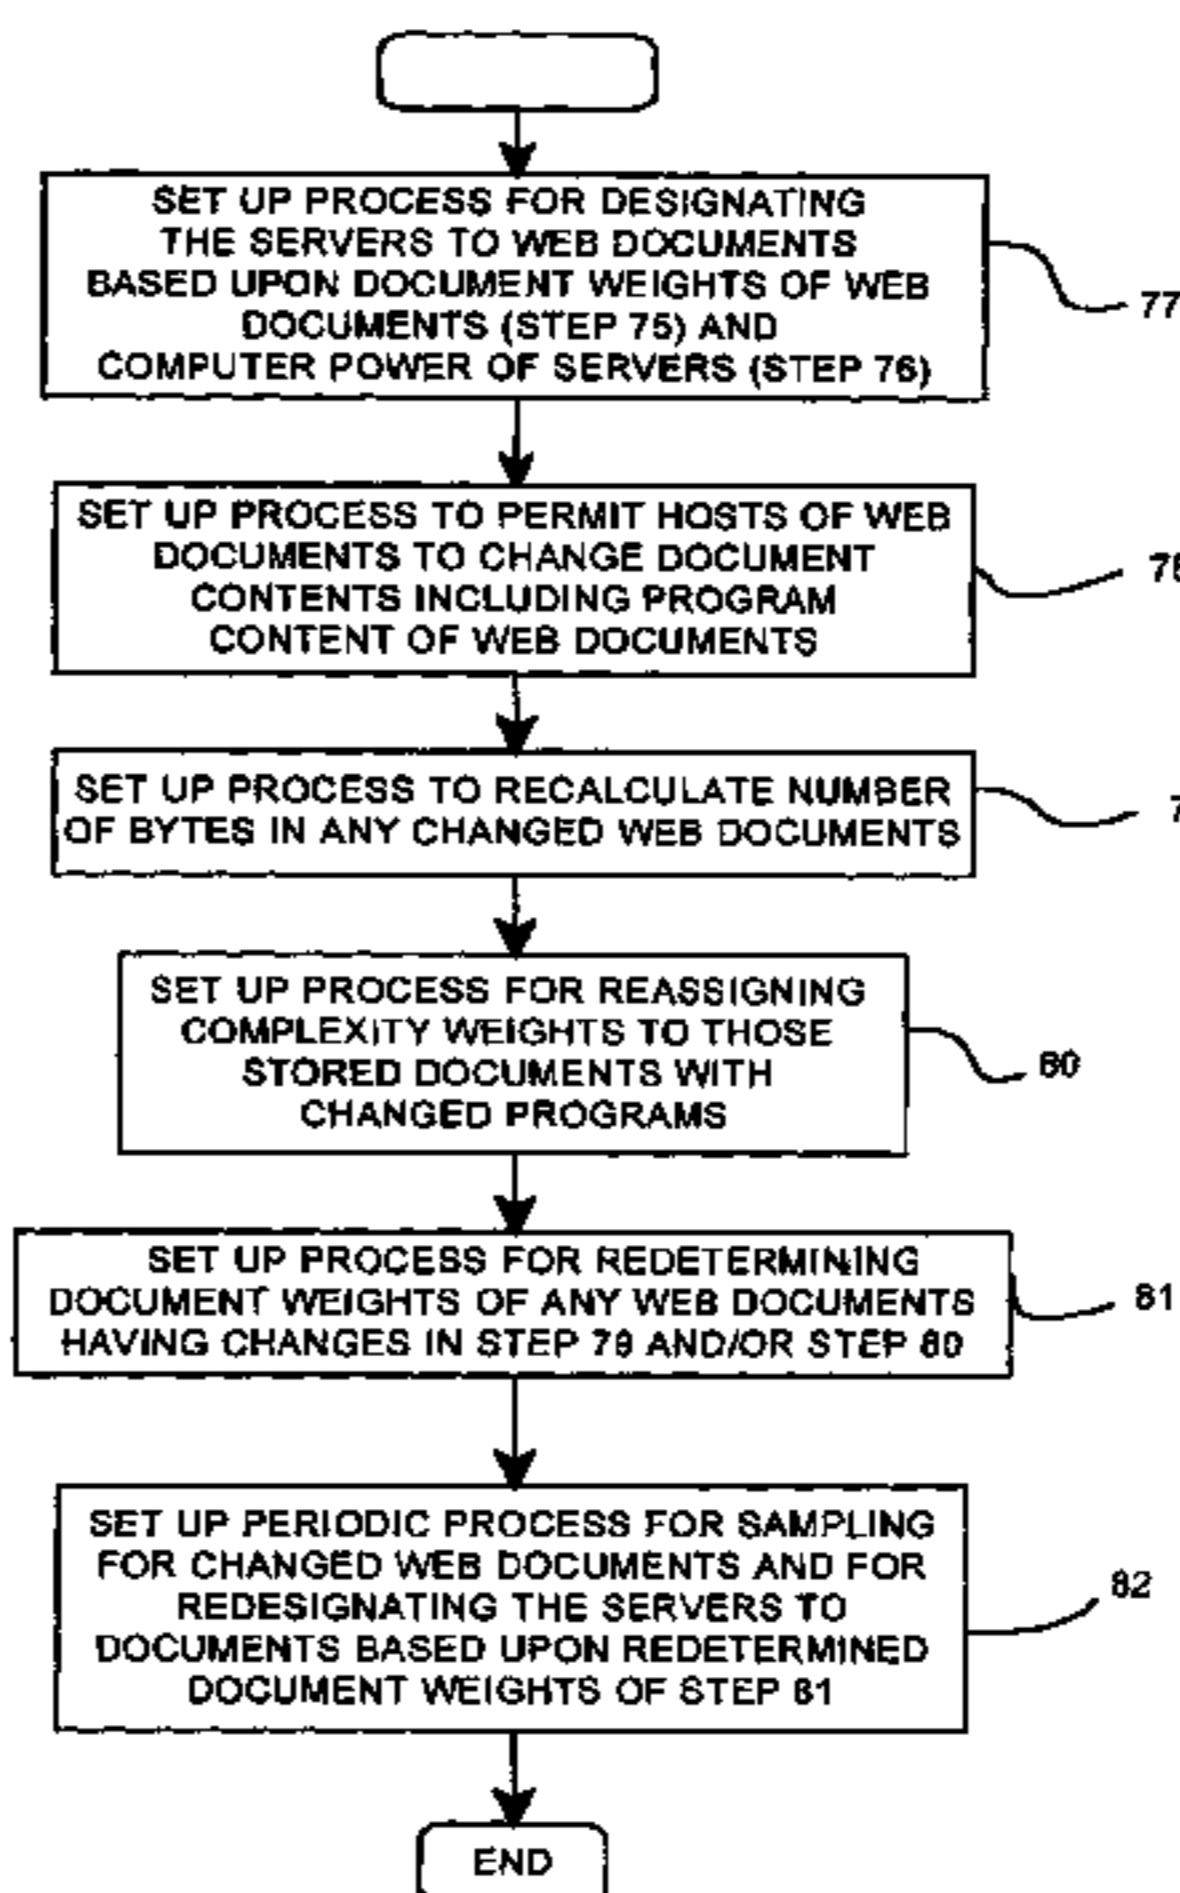 SET UP PROCESS FOR DESIGNATING
THE SERVERS TO WEB DOCUMENTS
BASED UPON DOCUMENT WEIGHTS OF WEB
DOCUMENTS (STEP 75) AND
COMPUTER POWER OF SERVERS (STEP 76)
77
SET UP PROCESS TO PERMIT HOSTS OF WEB
DOCUMENTS TO CHANGE DOCUMENT
CONTENTS INCLUDING PROGRAM
CONTENT OF WEB DOCUMENTS
SET UP PROCESS TO RECALCULATE NUMBER
OF BYTES IN ANY CHANGED WEB DOCUMENTS
7
SET UP PROCESS FOR REASSIGNING
COMPLEXITY WEIGHTS TO THOSE
STORED DOCUMENTS WITH
CHANGED PROGRAMS
80
SET UP PROCESS FOR REDETERMINING
DOCUMENT WEIGHTS OF ANY WEB DOCUMENTS
HAVING CHANGES IN STEP 79 AND/OR STEP 80
81
SET UP PERIODIC PROCESS FOR SAMPLING
FOR CHANGED WEB DOCUMENTS AND FOR
REDESIGNATING THE SERVERS TO
DOCUMENTS BASED UPON REDETERMINED
DOCUMENT WEIGHTS OF STEP 81
82
END